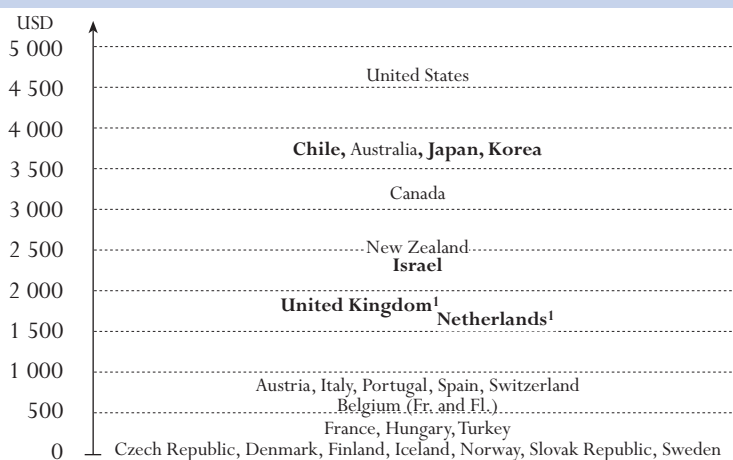 USD
5 000
United States
4 500
4 000
Chile, Australia, Japan, Korea
3 500
Canada
3 000
2 500
New Zealand
Israel
2 000
United Kingdom¹
Netherlands¹
1 500
1 000
Austria, Italy, Portugal, Spain, Switzerland
Belgium (Fr. and Fl.)
500
France, Hungary, Turkey
0
Czech Republic, Denmark, Finland, Iceland, Norway, Slovak Republic, Sweden